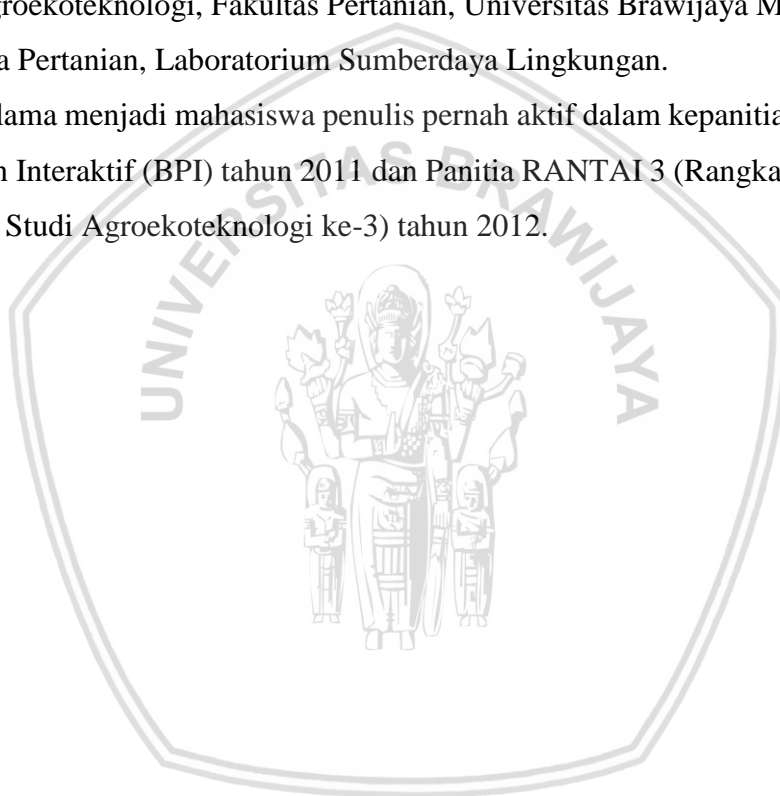 groekoteknologi, Fakultas Pertanian, Universitas Brawijaya M
a Pertanian, Laboratorium Sumberdaya Lingkungan.
lama menjadi mahasiswa penulis pernah aktif dalam kepanitia
n Interaktif (BPI) tahun 2011 dan Panitia RANTAI 3 (Rangka
Studi Agroekoteknologi ke-3) tahun 2012.
UNIVERSITAS BRAWIJAYA